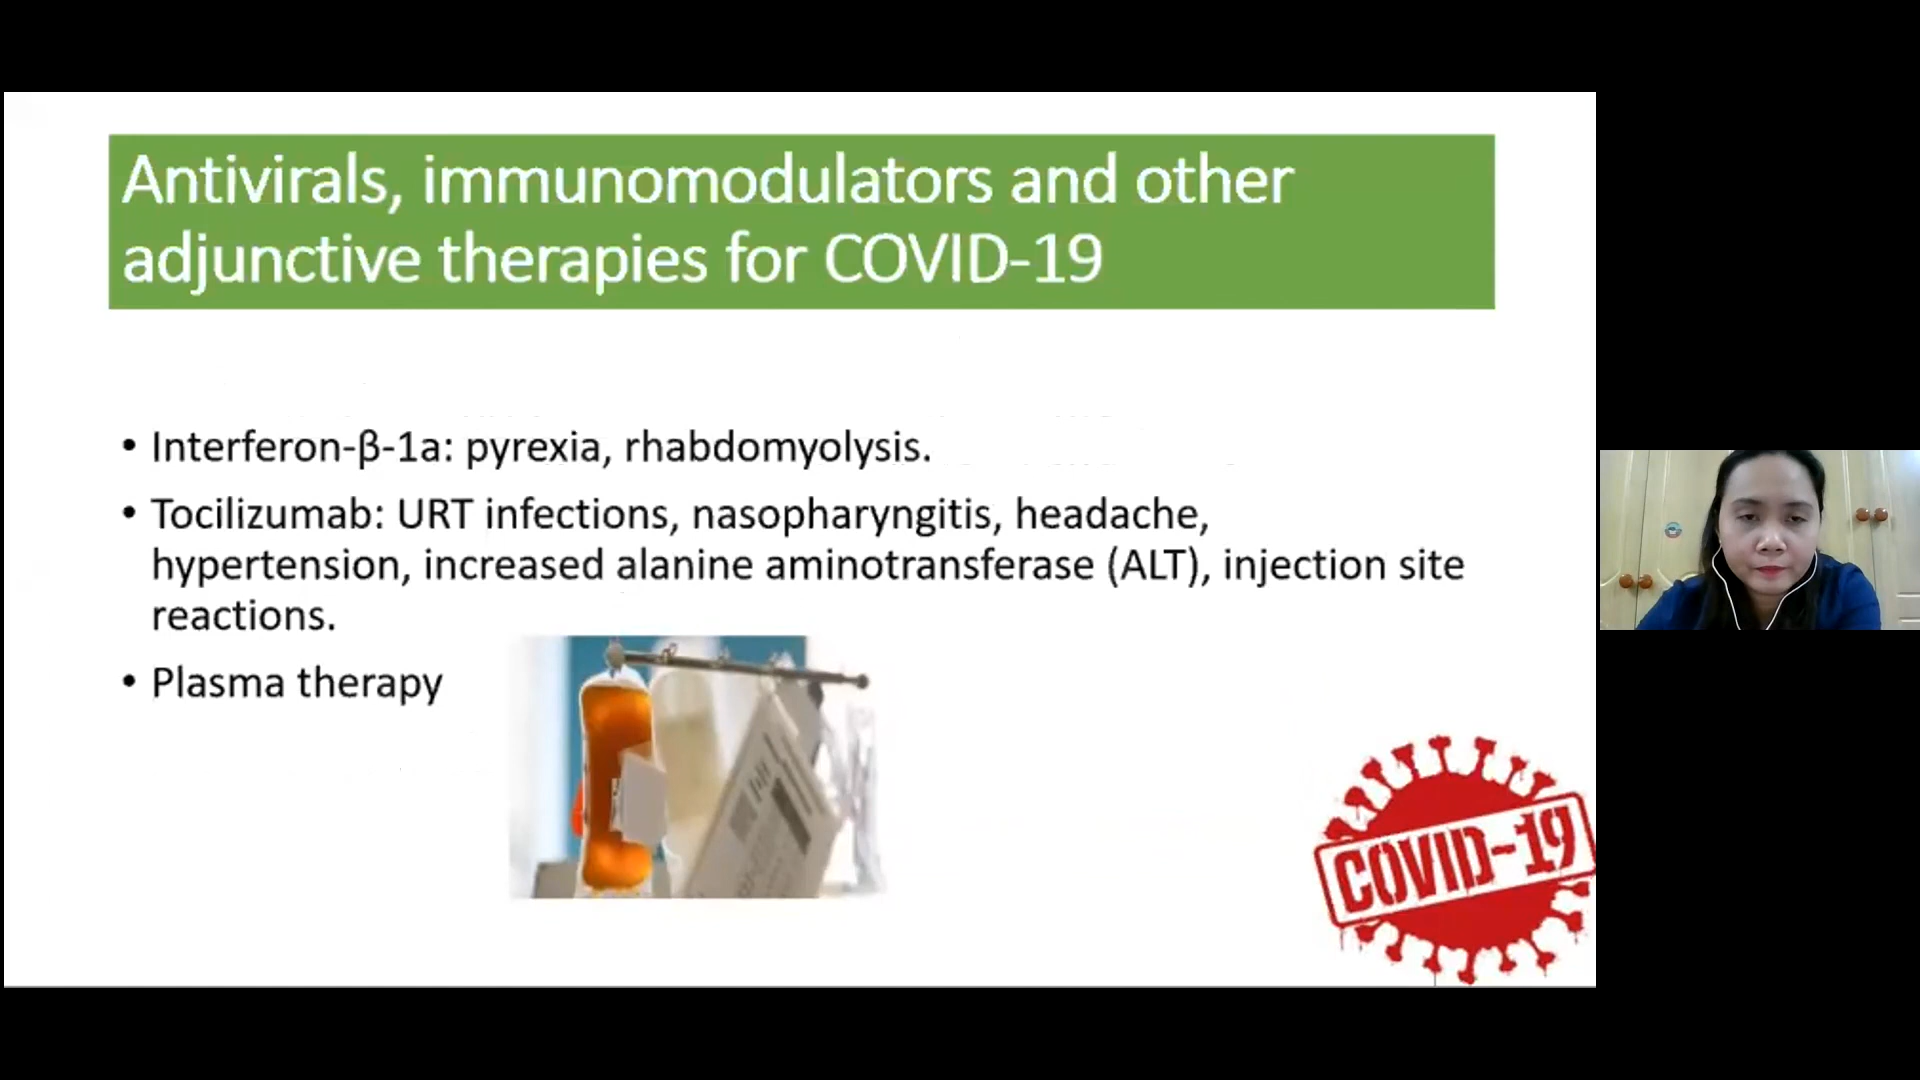 Antivirals, immunomodulators and other
adjunctive therapies for COVID-19
• Interferon-β-1a: pyrexia, rhabdomyolysis.
• Tocilizumab: URT infections, nasopharyngitis, headache,
hypertension, increased alanine aminotransferase (ALT), injection site
reactions.
• Plasma therapy
COVID-19